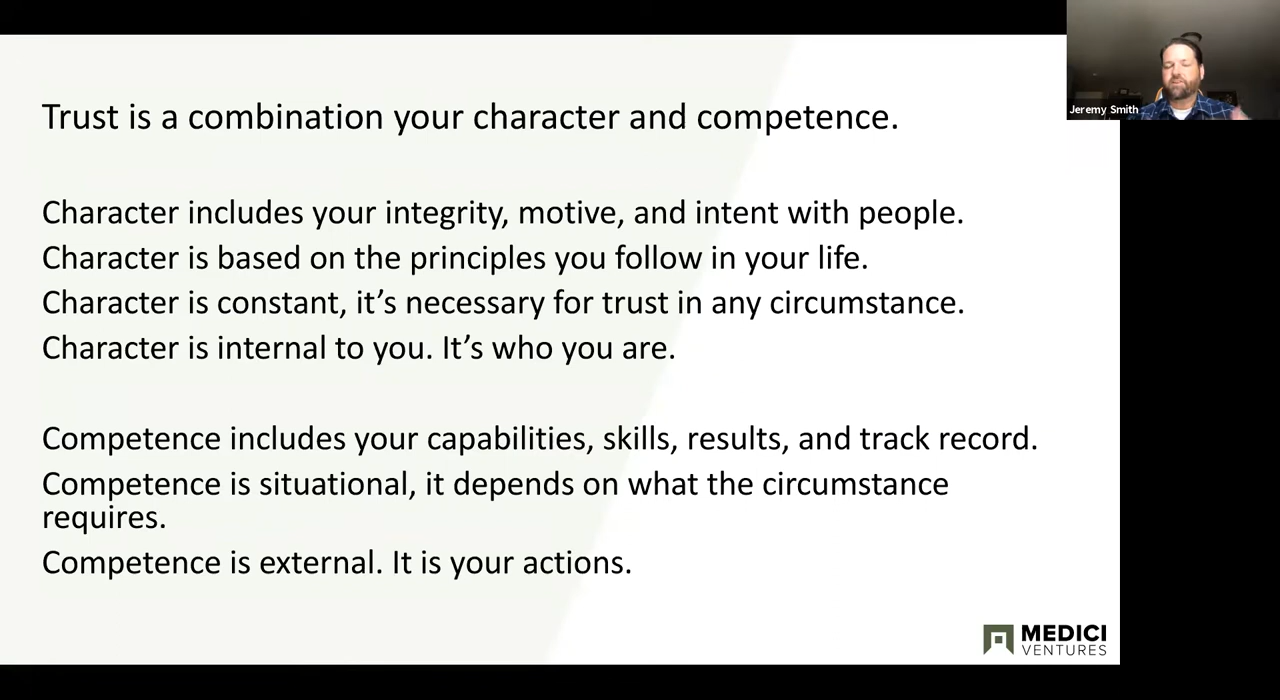 Trust is a combination your character and competence.
Character includes your integrity, motive, and intent with people.
Character is based on the principles you follow in your life.
Character is constant, it’s necessary for trust in any circumstance.
Character is internal to you. It’s who you are.
Competence includes your capabilities, skills, results, and track record.
Competence is situational, it depends on what the circumstance
requires.
Competence is external. It is your actions.
Jeremy Smith
MEDICI
VENTURES